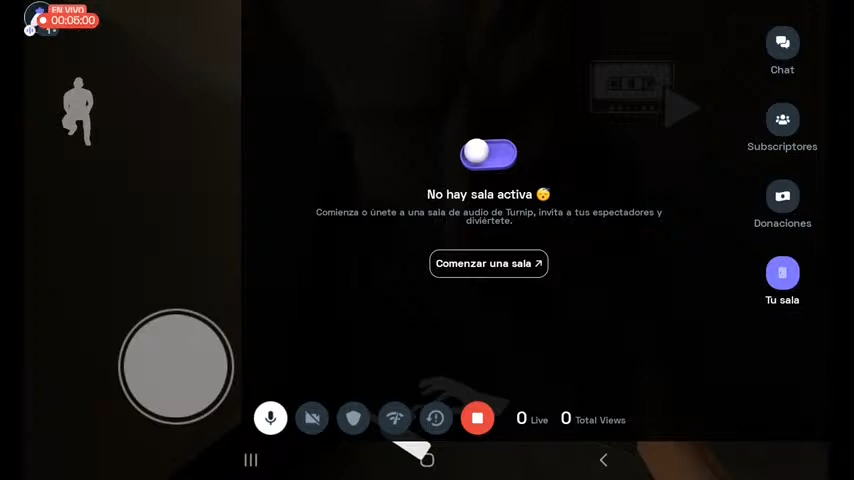 EN VIVO
00:05:00
Chat
Subscriptores
No hay sala activa 😴
Comienza o únete a una sala de audio de Turnip, invita a tus espectadores y
diviértete.
Donaciones
Comenzar una sala ↗
Tu sala
0 Live 0 Total Views